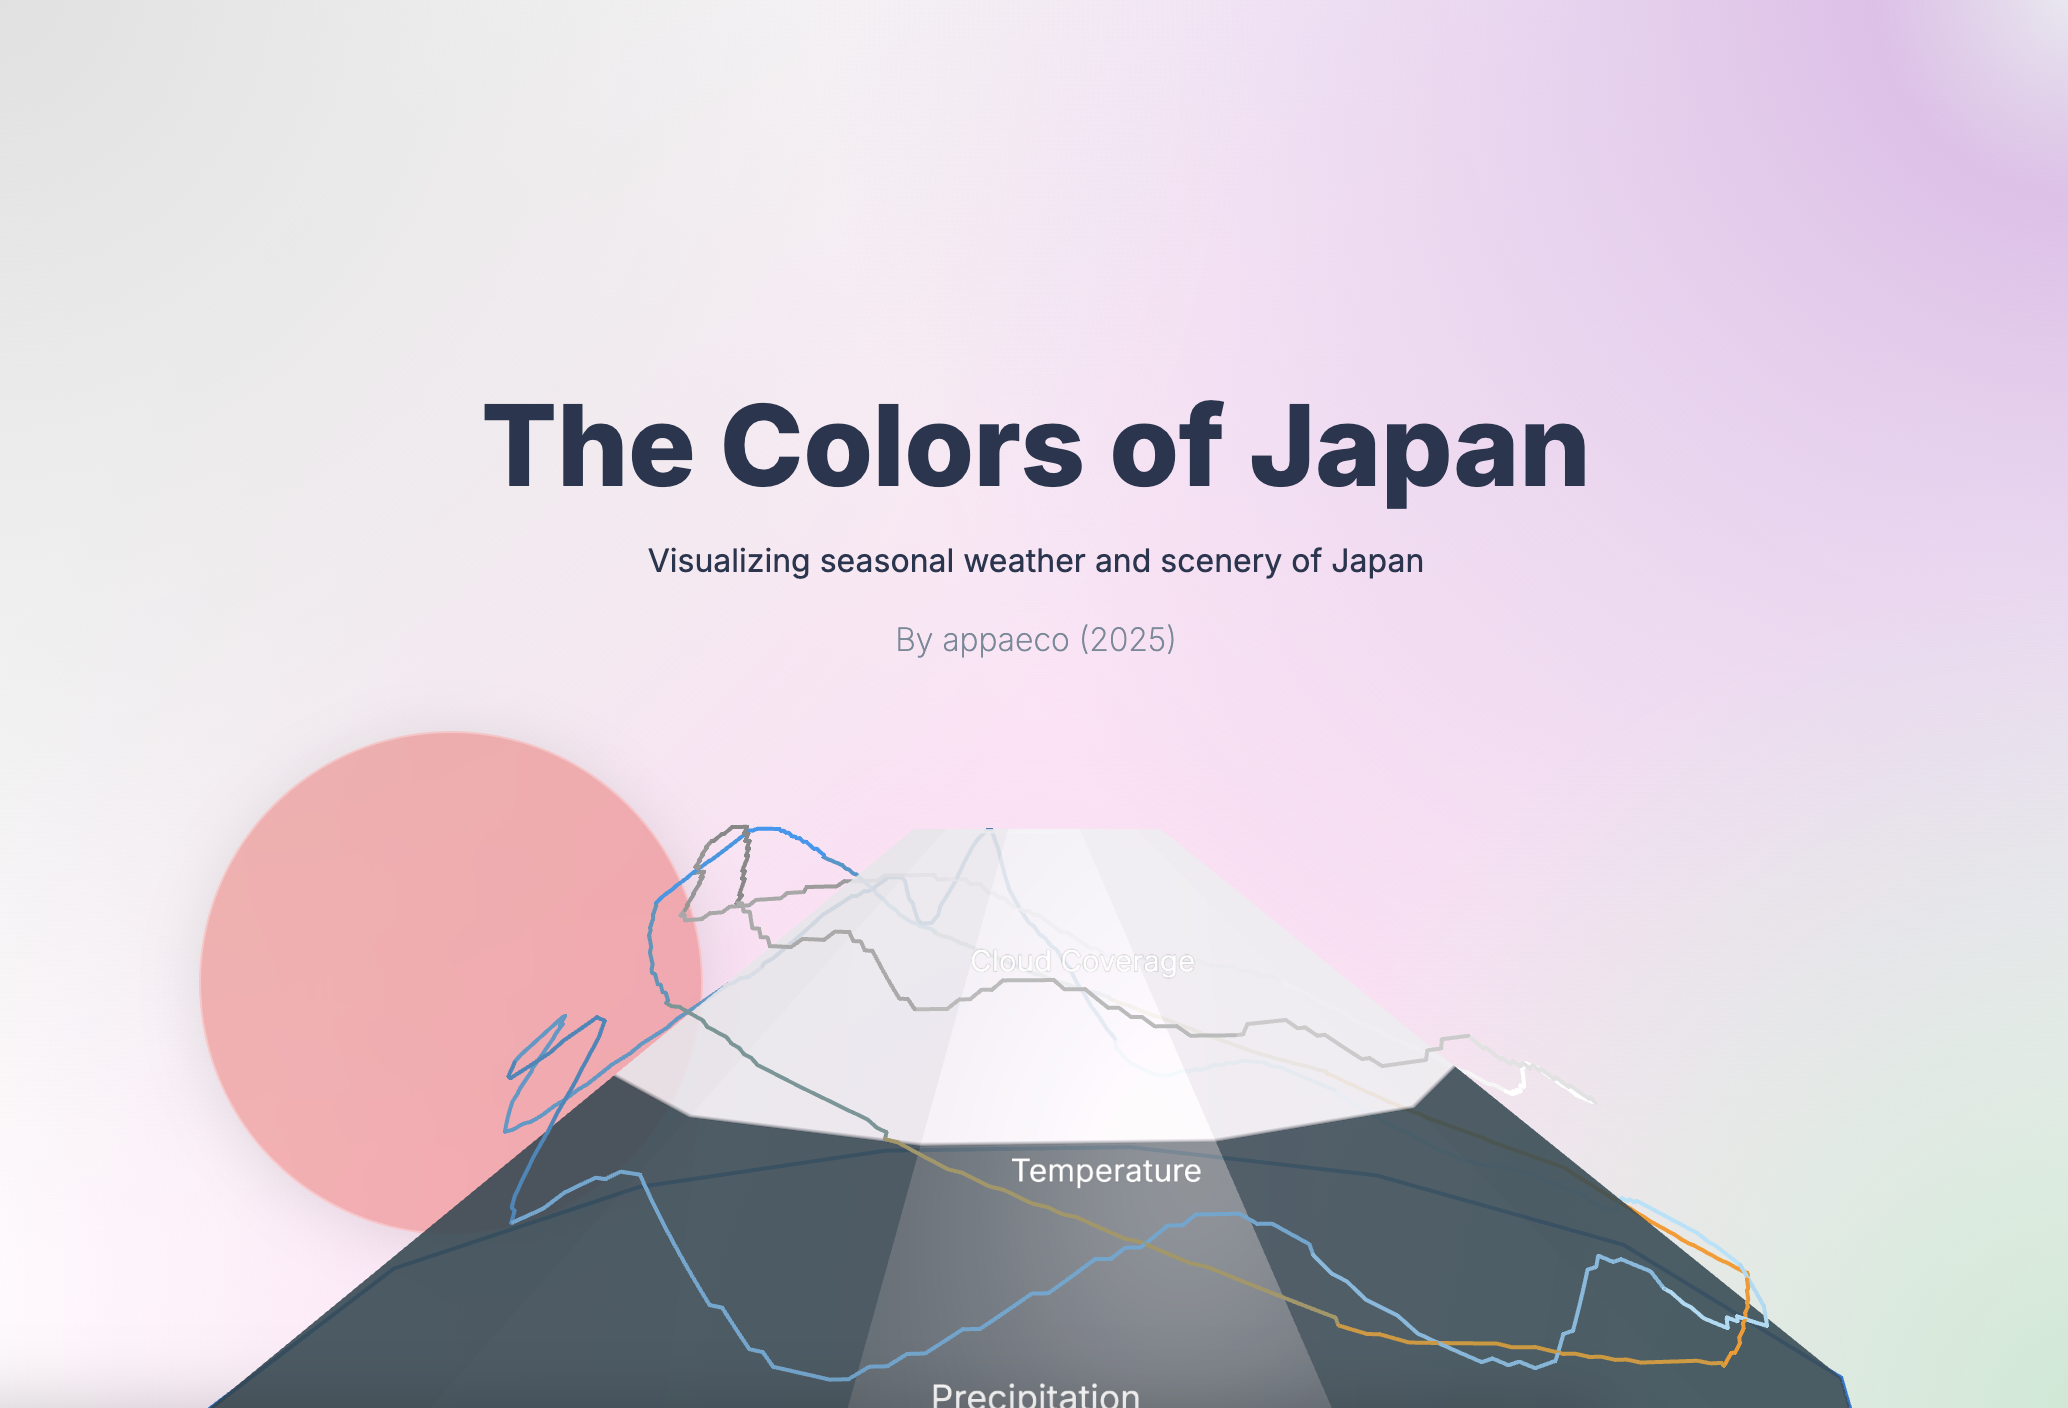 The Colors of Japan
Visualizing seasonal weather and scenery of Japan
By appaeco (2025)
Cloud Coverage
Temperature
Precipitation